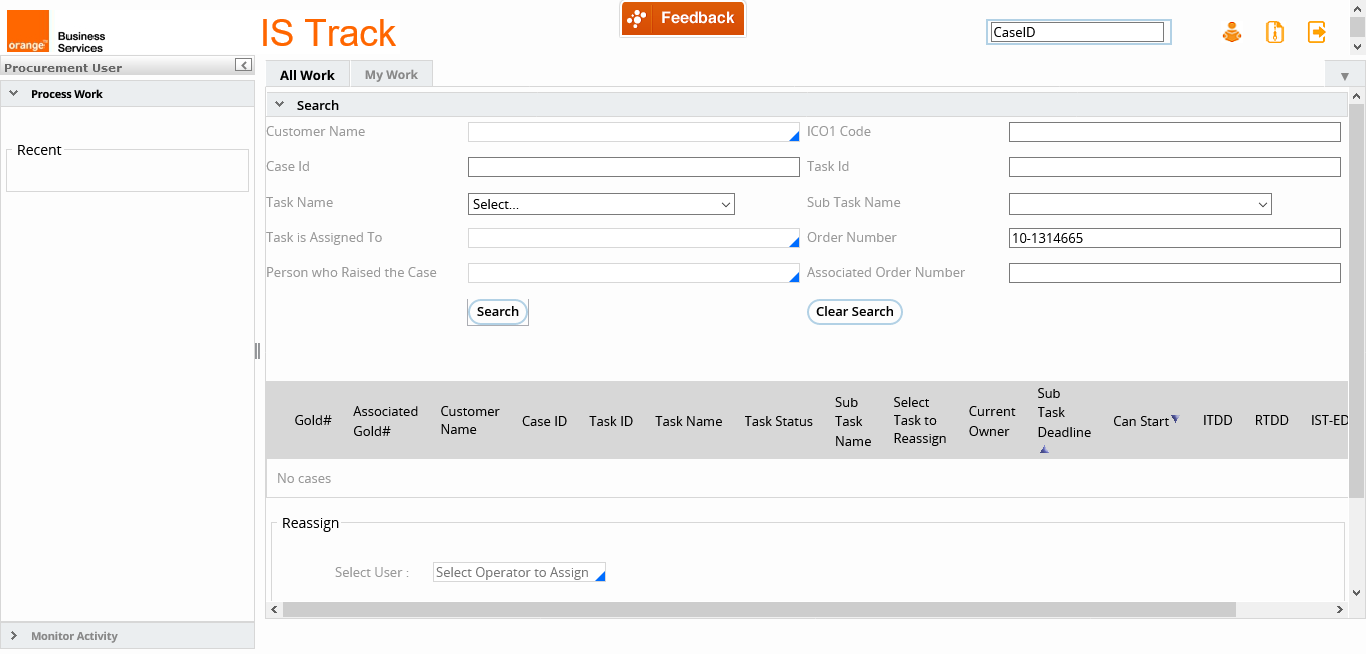 orange™
Business
Services
IS Track
Feedback
CaseID
Procurement User
Process Work
Recent
Monitor Activity
All Work
My Work
Search
Customer Name
ICO1 Code
Case Id
Task Id
Task Name
Select...
Sub Task Name
Task is Assigned To
Order Number
10-1314665
Person who Raised the Case
Associated Order Number
Search
Clear Search
Gold#
Associated
Gold#
Customer
Name
Case ID
Task ID
Task Name
Task Status
Sub
Task
Name
Select
Task to
Reassign
Current
Owner
Sub
Task
Deadline
Can Start
ITDD
RTDD
IST-ED
No cases
Reassign
Select User :
Select Operator to Assign